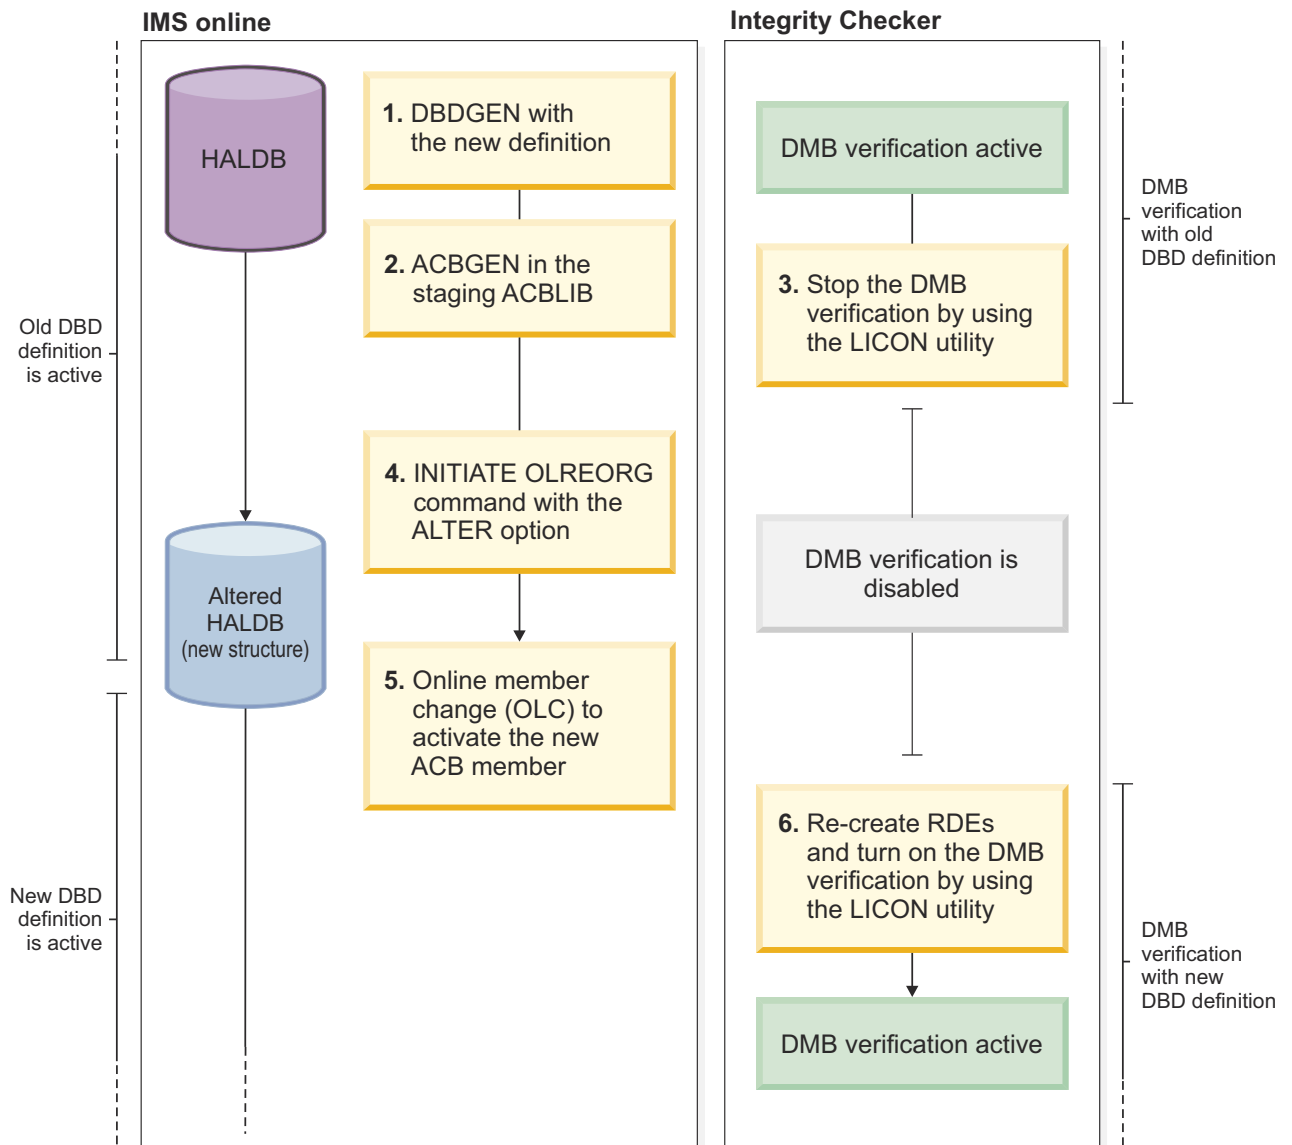 IMS online
Integrity Checker
HALDB
1. DBDGEN with
the new definition
2. ACBGEN in the
staging ACBLIB
DMB verification active
3. Stop the DMB
verification by using
the LICON utility
DMB
verification
with old
DBD definition
Old DBD
definition
is active
4. INITIATE OLREORG
command with the
ALTER option
DMB verification is
disabled
Altered
HALDB
(new structure)
5. Online member
change (OLC) to
activate the new
ACB member
6. Re-create RDEs
and turn on the DMB
verification by using
the LICON utility
New DBD
definition
is active
DMB
verification
with new
DBD definition
DMB verification active